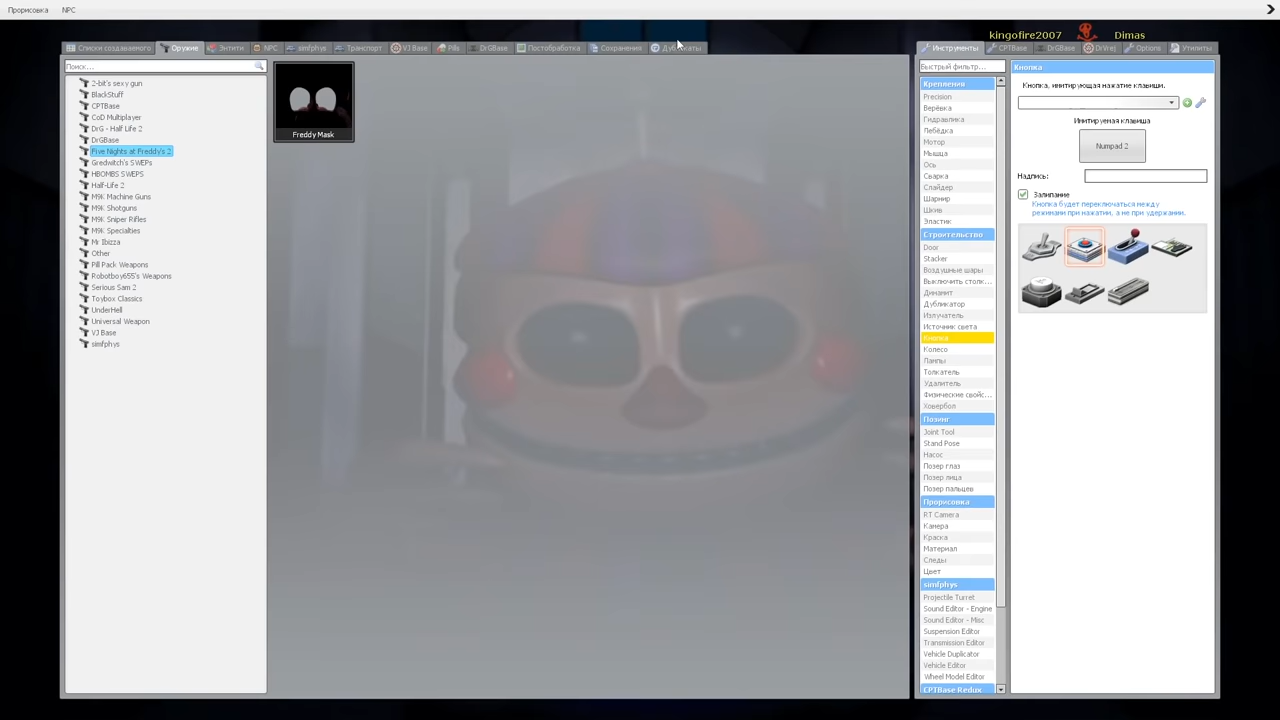 Прорисовка NPC
kingofire2007 Dimas
Списки создаваемого Оружие Энтити NPC simfphys Транспорт VJ Base Pills DrGBase Постобработка Сохранения Дубликаты
Инструменты CPTBase DrGBase DrVrej Options Утилиты
Поиск...
2-bit's sexy gun
BlackStuff
CPTBase
CoD Multiplayer
DrG - Half Life 2
DrGBase
Five Nights at Freddy's 2
Gredwitch's SWEPs
HBOMBS SWEPS
Half-Life 2
M9K Machine Guns
M9K Shotguns
M9K Sniper Rifles
M9K Specialties
Mr Ibizza
Other
Pill Pack Weapons
Robotboy655's Weapons
Serious Sam 2
Toybox Classics
UnderHell
Universal Weapon
VJ Base
simfphys
Freddy Mask
Быстрый фильтр...
Крепления
Precision
Верёвка
Гидравлика
Лебёдка
Мотор
Мышца
Ось
Сварка
Слайдер
Шарнир
Шкив
Эластик
Строительство
Door
Stacker
Воздушные шары
Выключить столк...
Динамит
Дубликатор
Излучатель
Источник света
Кнопка
Колесо
Лампы
Толкатель
Удалитель
Физические свойс...
Ховербол
Позинг
Joint Tool
Stand Pose
Насос
Позер глаз
Позер лица
Позер пальцев
Прорисовка
RT Camera
Камера
Краска
Материал
Следы
Цвет
simfphys
Projectile Turret
Sound Editor - Engine
Sound Editor - Misc
Suspension Editor
Transmission Editor
Vehicle Duplicator
Vehicle Editor
Wheel Model Editor
CPTBase Redux
Кнопка
Кнопка, имитирующая нажатие клавиши.
Имитируемая клавиша
Numpad 2
Надпись:
Залипание
Кнопка будет переключаться между
режимами при нажатии, а не при удержании.